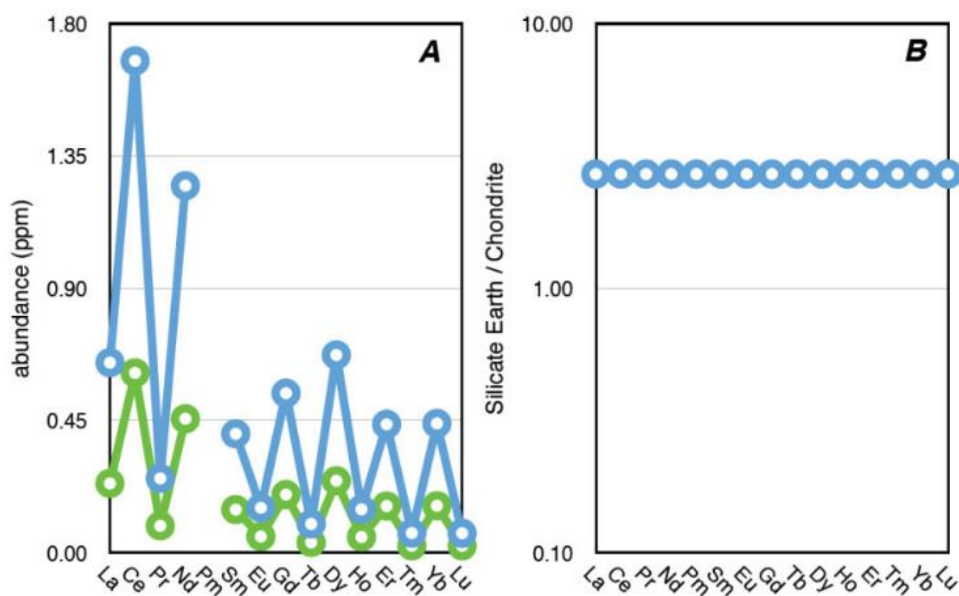 A
abundance (ppm)
1.80
1.35
0.90
0.45
0.00
La Ce Pr Nd Pm Sm Eu Gd Tb Dy Ho Er Tm Yb Lu
B
Sillicate Earth / Chondrite
10.00
1.00
0.10
La Ce Pr Nd Pm Sm Eu Gd Tb Dy Ho Er Tm Yb Lu